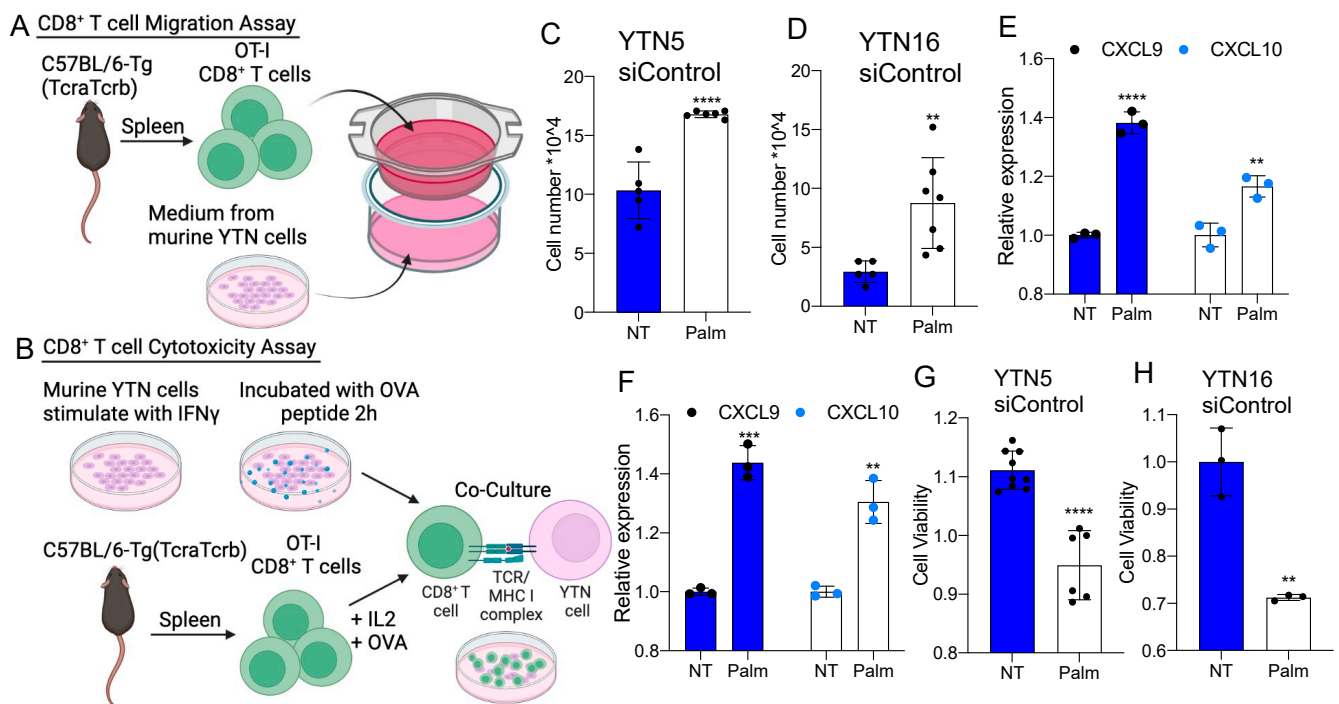 A CD8⁺ T cell Migration Assay
C57BL/6-Tg
(TcraTcrb)
Spleen
OT-I
CD8⁺ T cells
Medium from
murine YTN cells
B CD8⁺ T cell Cytotoxicity Assay
Murine YTN cells
stimulate with IFNγ
Incubated with OVA
peptide 2h
C57BL/6-Tg(TcraTcrb)
Spleen
OT-I
CD8⁺ T cells
+ IL2
+ OVA
Co-Culture
CD8⁺ T
cell
TCR/
MHC I
complex
YTN
cell
C
YTN5
siControl
Cell number *10^4
20
15
10
5
0
****
NT Palm
D
YTN16
siControl
Cell number *10^4
20
15
10
5
0
**
NT Palm
E
CXCL9 CXCL10
Relative expression
1.6
1.4
1.2
1.0
0.8
****
**
NT Palm NT Palm
F
CXCL9 CXCL10
Relative expression
1.6
1.4
1.2
1.0
0.8
***
**
NT Palm NT Palm
G
YTN5
siControl
Cell Viability
1.2
1.1
1.0
0.9
0.8
****
NT Palm
H
YTN16
siControl
Cell Viability
1.1
1.0
0.9
0.8
0.7
0.6
**
NT Palm